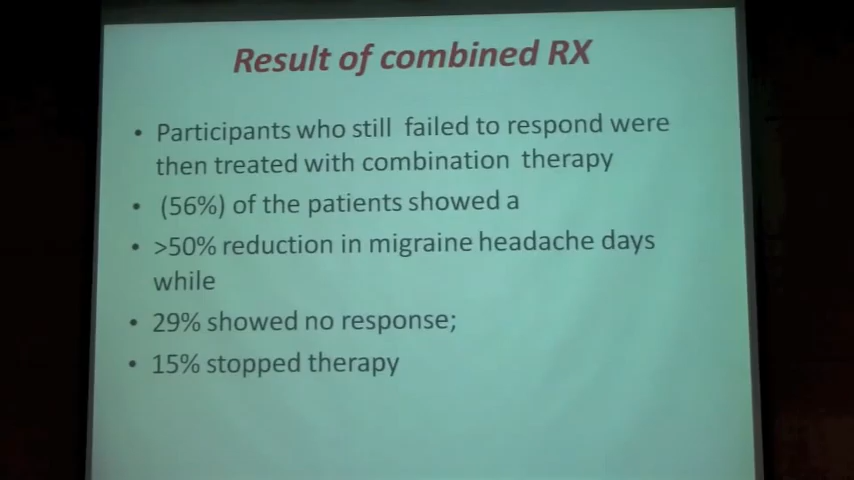 Result of combined RX
• Participants who still failed to respond were
then treated with combination therapy
• (56%) of the patients showed a
• >50% reduction in migraine headache days
while
• 29% showed no response;
• 15% stopped therapy